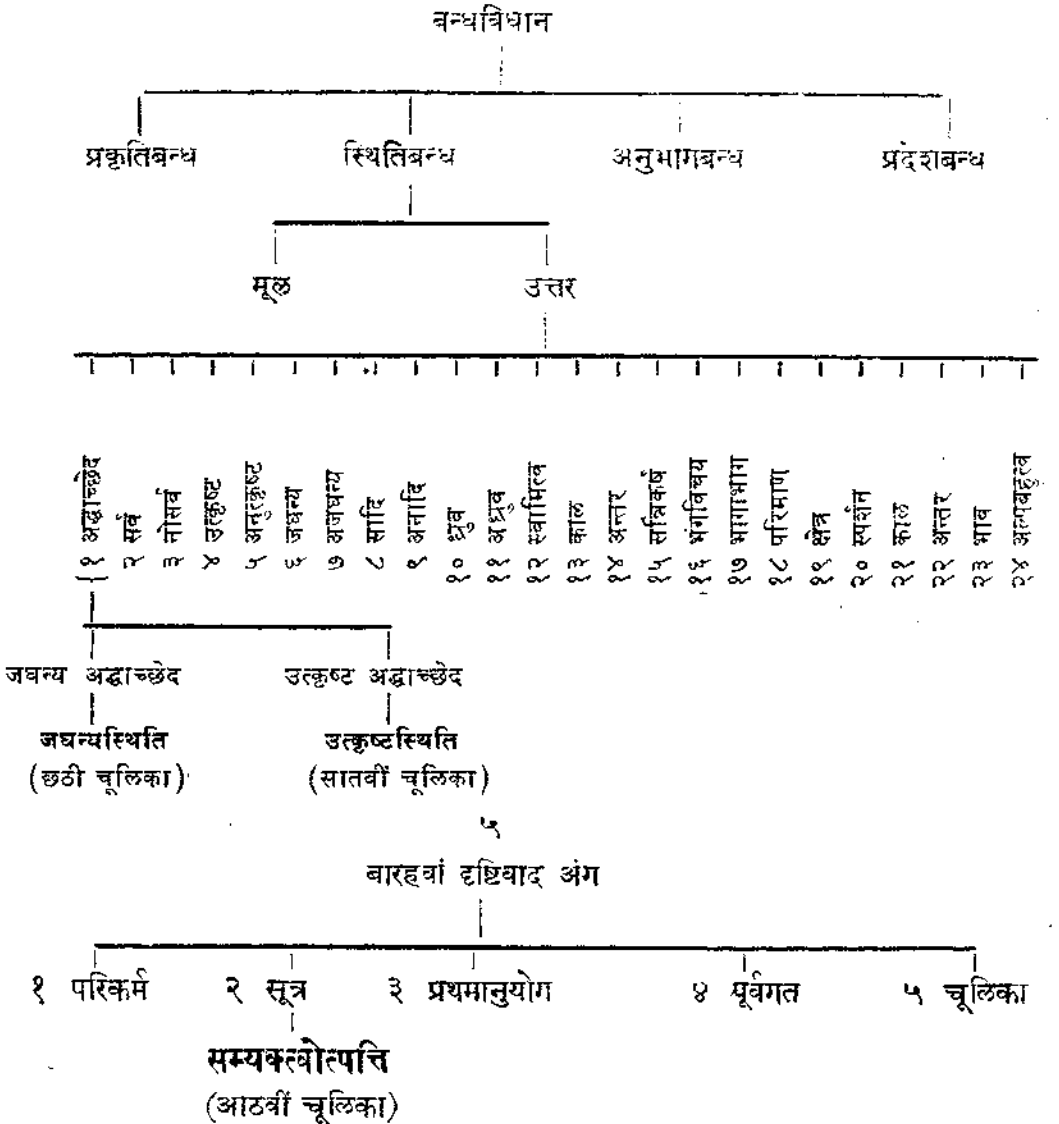 बन्धविधान
प्रकृतिबन्ध स्थितिबन्ध अनुभागबन्ध प्रदेशबन्ध
मूल उत्तर
१ अद्धाच्छेद
२ सर्व
३ नोसर्व
४ उत्कृष्ट
५ अनुत्कृष्ट
६ जघन्य
७ अजघन्य
८ सादि
९ अनादि
१० ध्रुव
११ अध्रुव
१२ स्वामित्व
१३ काल
१४ अन्तर
१५ सन्निकर्ष
१६ भंगविचय
१७ भागाभाग
१८ परिमाण
१९ क्षेत्र
२० स्पर्शन
२१ काल
२२ अन्तर
२३ भाव
२४ अल्पबहुत्व
जघन्य अद्धाच्छेद उत्कृष्ट अद्धाच्छेद
जघन्यस्थिति उत्कृष्टस्थिति
(छठी चूलिका) (सातवीं चूलिका)
५
बारहवां दृष्टिवाद अंग
१ परिकर्म २ सूत्र ३ प्रथमानुयोग ४ पूर्वगत ५ चूलिका
सम्यक्त्वोत्पत्ति
(आठवीं चूलिका)